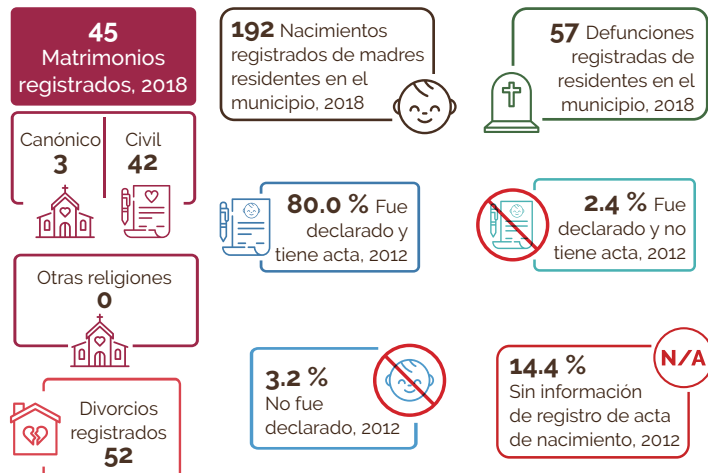 45
Matrimonios
registrados, 2018
Canónico
3
Civil
42
Otras religiones
0
Divorcios
registrados
52
192 Nacimientos
registrados de madres
residentes en el
municipio, 2018
57 Defunciones
registradas de
residentes en el
municipio, 2018
80.0 % Fue
declarado y
tiene acta, 2012
2.4 % Fue
declarado y no
tiene acta, 2012
3.2 %
No fue
declarado, 2012
14.4 %
Sin información
de registro de acta
de nacimiento, 2012
N/A